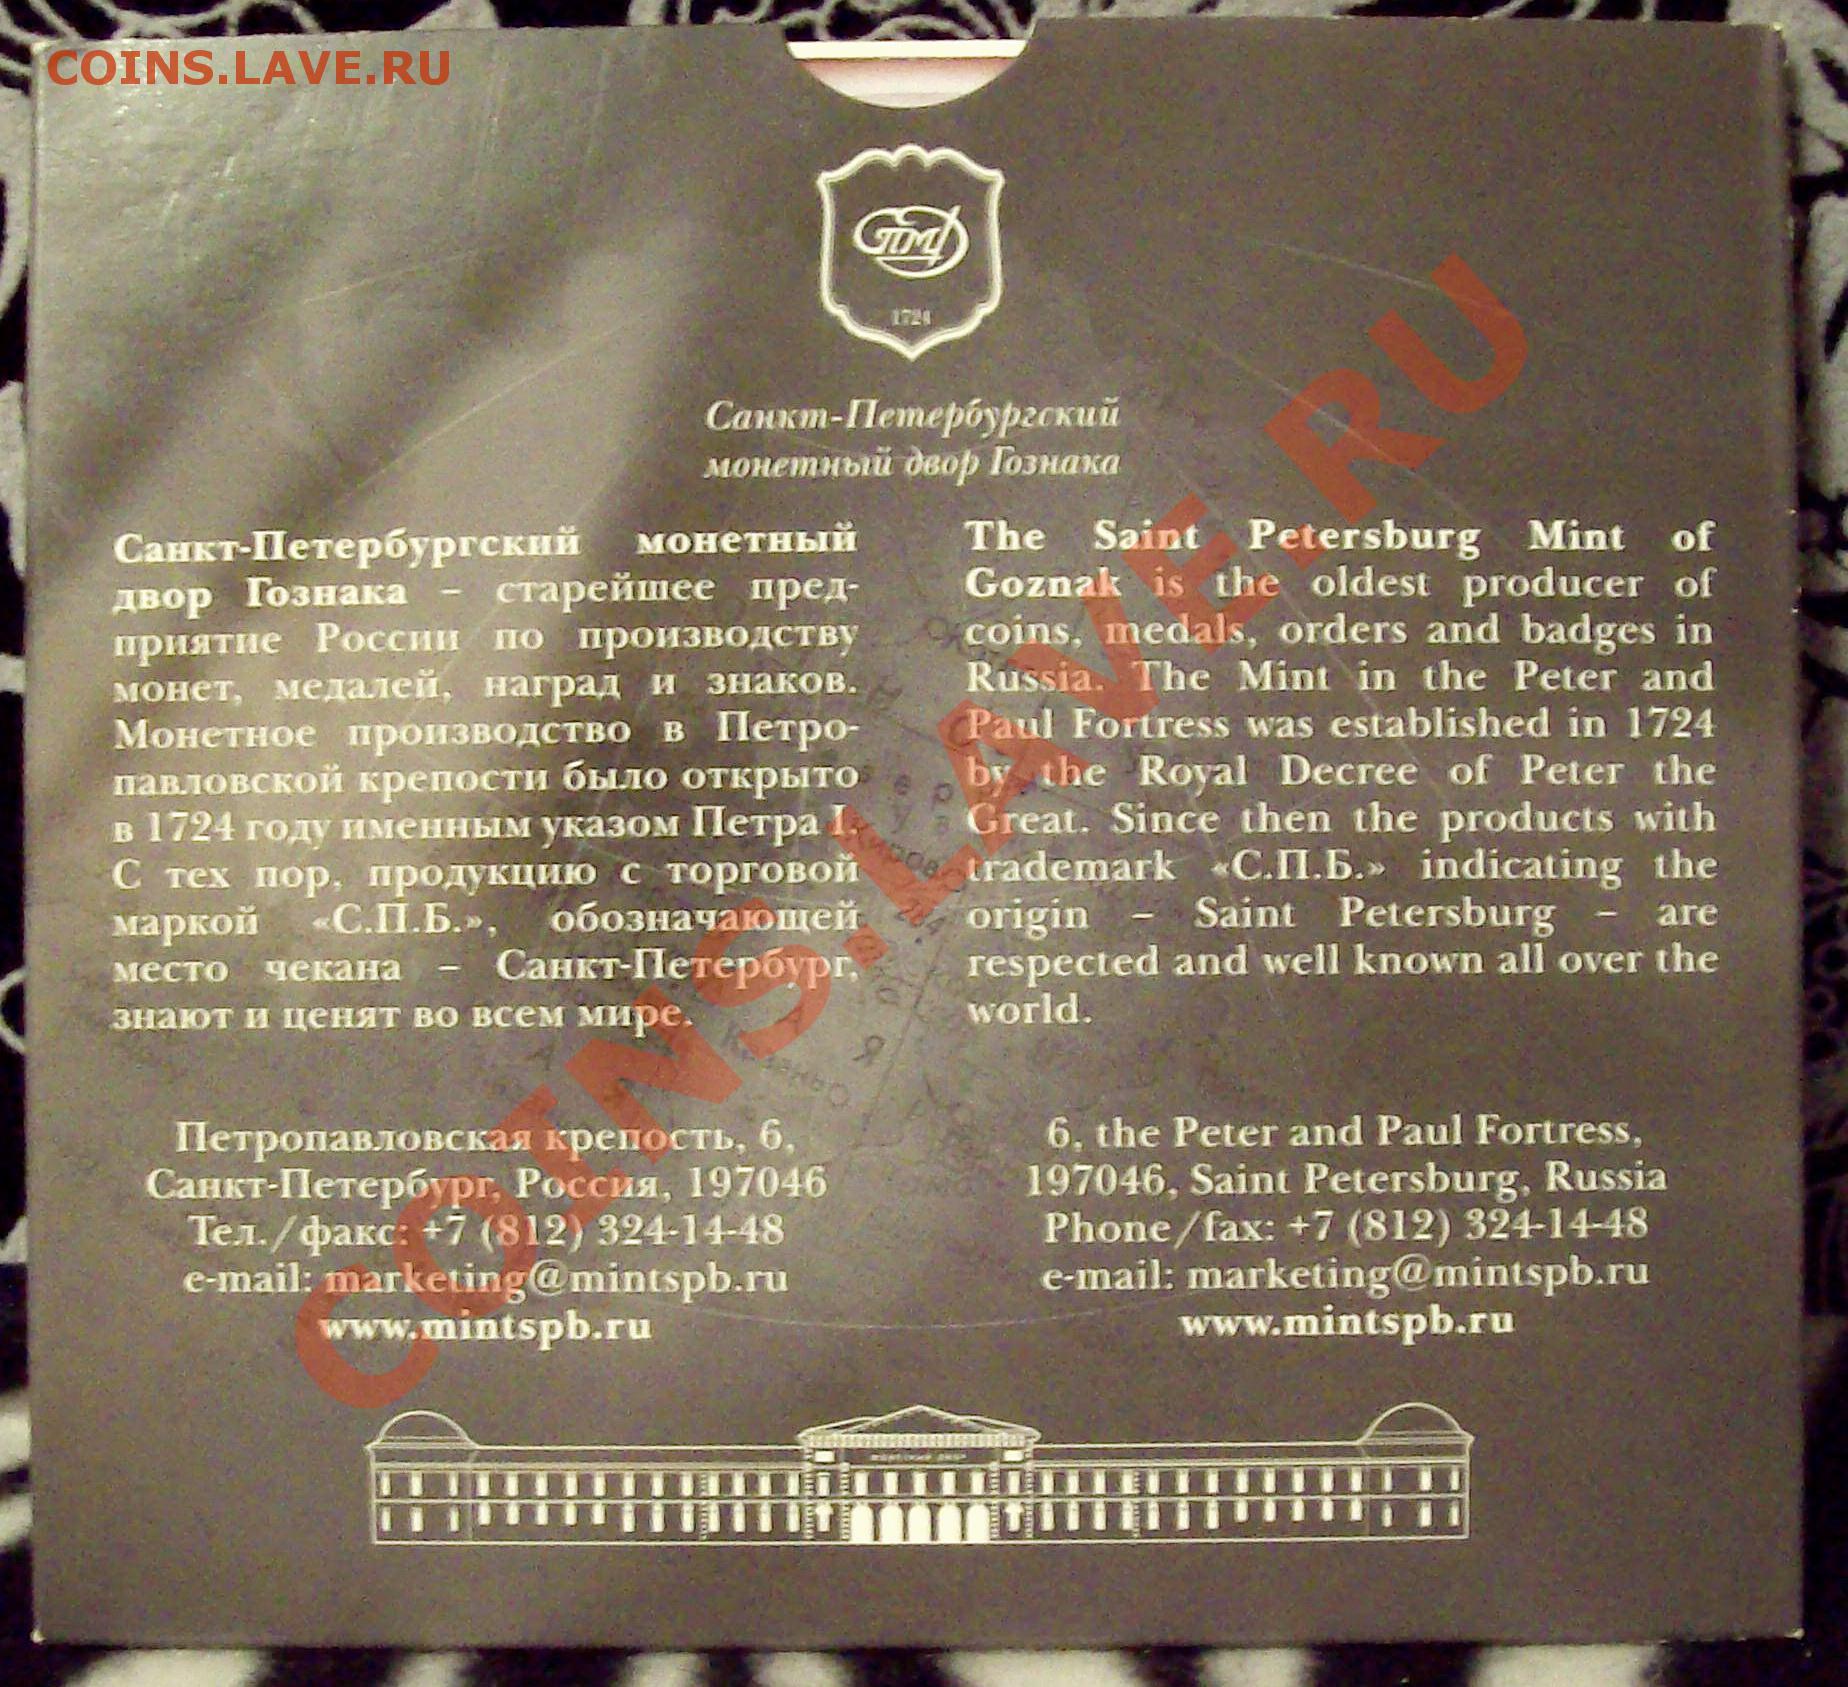 COINS.LAVE.RU
СПМД
1724
Санкт-Петербургский
монетный двор Гознака
Санкт-Петербургский монетный
двор Гознака – старейшее пред-
приятие России по производству
монет, медалей, наград и знаков.
Монетное производство в Петро-
павловской крепости было открыто
в 1724 году именным указом Петра I.
С тех пор, продукцию с торговой
маркой «С.П.Б.», обозначающей
место чекана – Санкт-Петербург,
знают и ценят во всем мире.
The Saint Petersburg Mint of
Goznak is the oldest producer of
coins, medals, orders and badges in
Russia. The Mint in the Peter and
Paul Fortress was established in 1724
by the Royal Decree of Peter the
Great. Since then the products with
trademark «С.П.Б.» indicating the
origin – Saint Petersburg – are
respected and well known all over the
world.
Петропавловская крепость, 6,
Санкт-Петербург, Россия, 197046
Тел./факс: +7 (812) 324-14-48
e-mail: marketing@mintspb.ru
www.mintspb.ru
6, the Peter and Paul Fortress,
197046, Saint Petersburg, Russia
Phone/fax: +7 (812) 324-14-48
e-mail: marketing@mintspb.ru
www.mintspb.ru
МОНЕТНЫЙ ДВОР
COINS.LAVE.RU